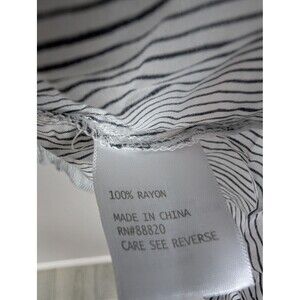 100% RAYON
MADE IN CHINA
RN#88820
CARE SEE REVERSE